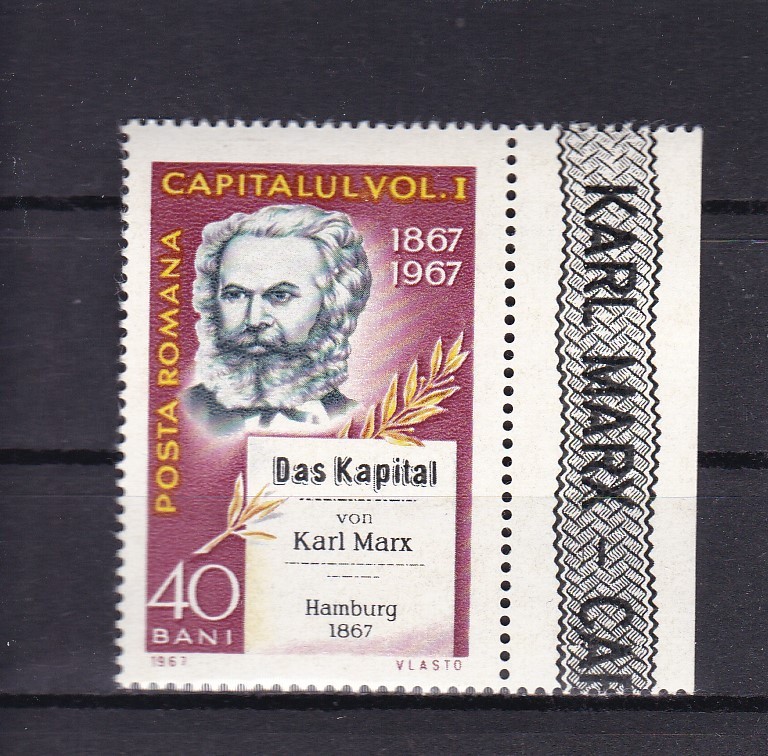 CAPITALUL VOL. I
1867
1967
POSTA ROMANA
Das Kapital
von
Karl Marx
Hamburg
1867
40
BANI
1967
VLASTO
KARL MARX - CAP